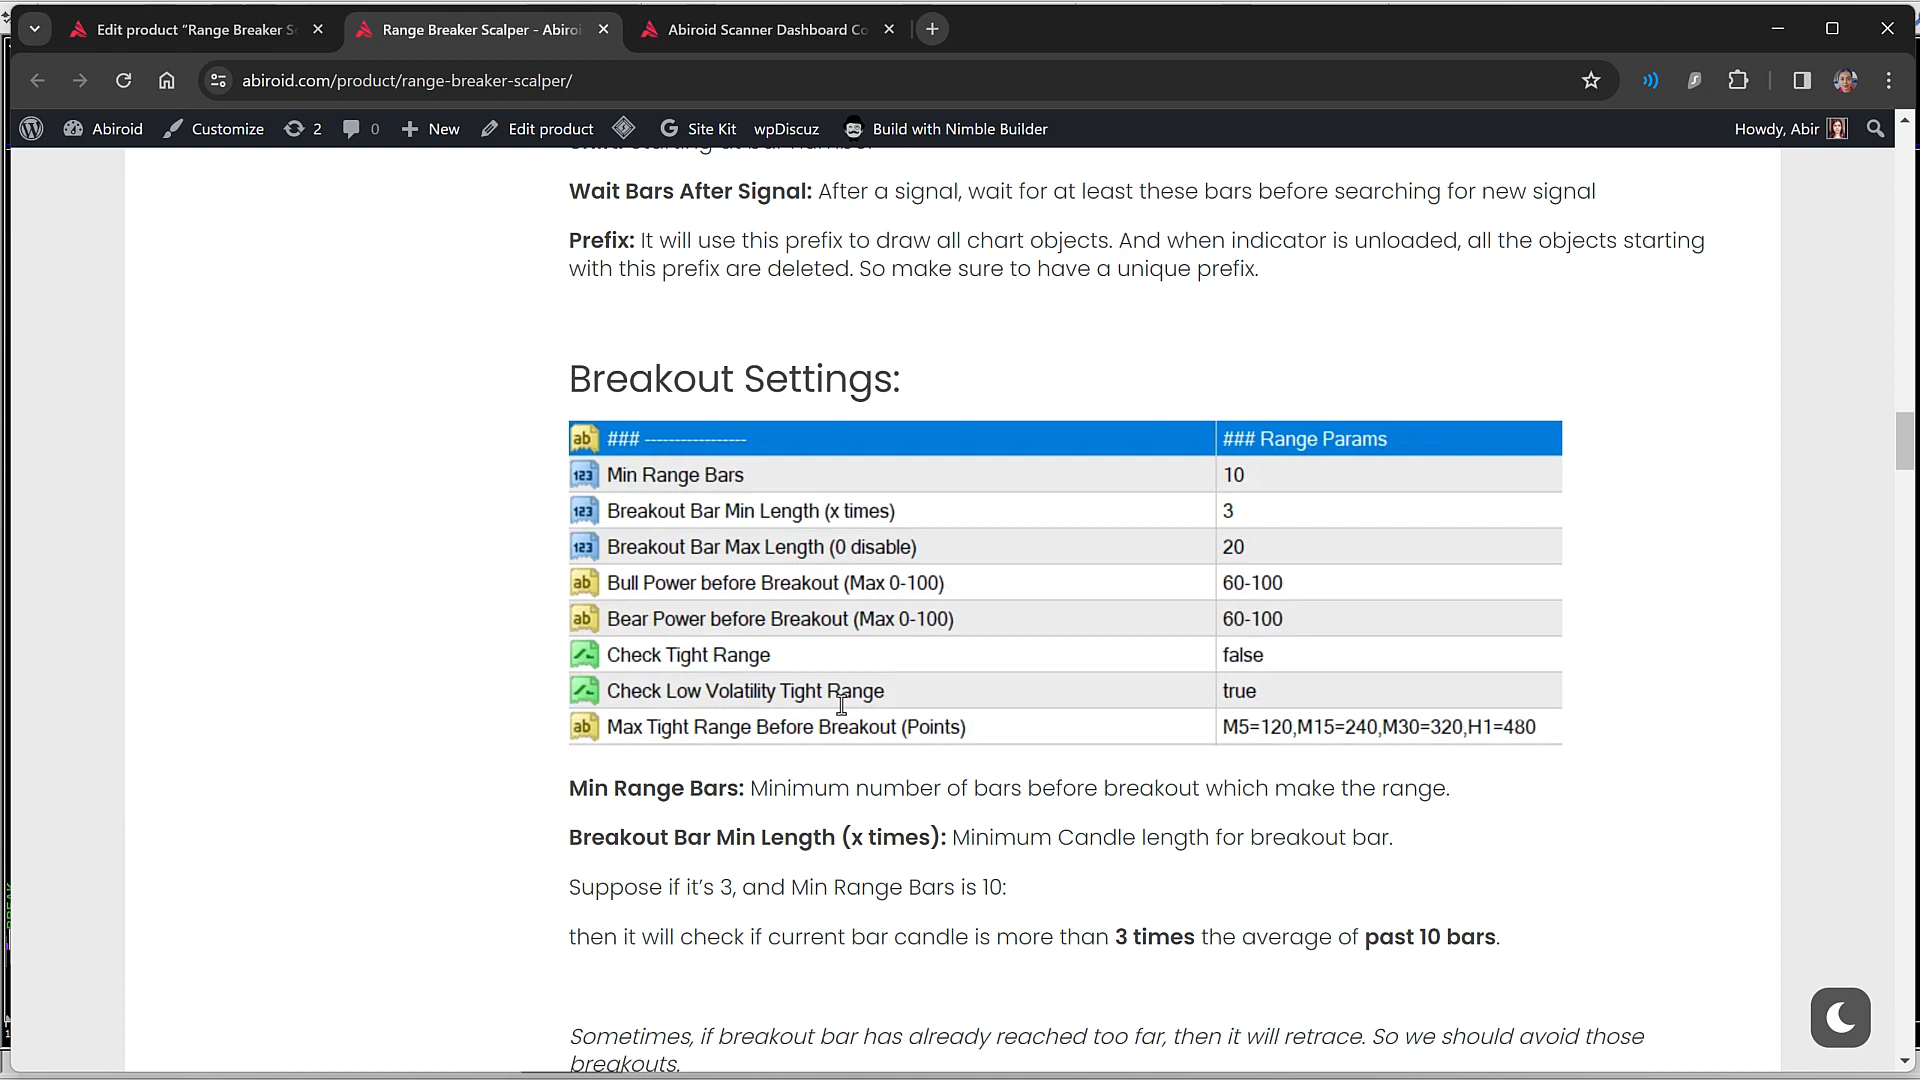 Edit product “Range Breaker S
Range Breaker Scalper - Abiroi
Abiroid Scanner Dashboard Co
abiroid.com/product/range-breaker-scalper/
Abiroid
Customize
2
0
New
Edit product
Site Kit
wpDiscuz
Build with Nimble Builder
Howdy, Abir
Wait Bars After Signal: After a signal, wait for at least these bars before searching for new signal
Prefix: It will use this prefix to draw all chart objects. And when indicator is unloaded, all the objects starting
with this prefix are deleted. So make sure to have a unique prefix.
Breakout Settings:
ab ### ----------------- ### Range Params
123 Min Range Bars 10
123 Breakout Bar Min Length (x times) 3
123 Breakout Bar Max Length (0 disable) 20
ab Bull Power before Breakout (Max 0-100) 60-100
ab Bear Power before Breakout (Max 0-100) 60-100
Check Tight Range false
Check Low Volatility Tight Range true
ab Max Tight Range Before Breakout (Points) M5=120,M15=240,M30=320,H1=480
Min Range Bars: Minimum number of bars before breakout which make the range.
Breakout Bar Min Length (x times): Minimum Candle length for breakout bar.
Suppose if it’s 3, and Min Range Bars is 10:
then it will check if current bar candle is more than 3 times the average of past 10 bars.
Sometimes, if breakout bar has already reached too far, then it will retrace. So we should avoid those
breakouts.